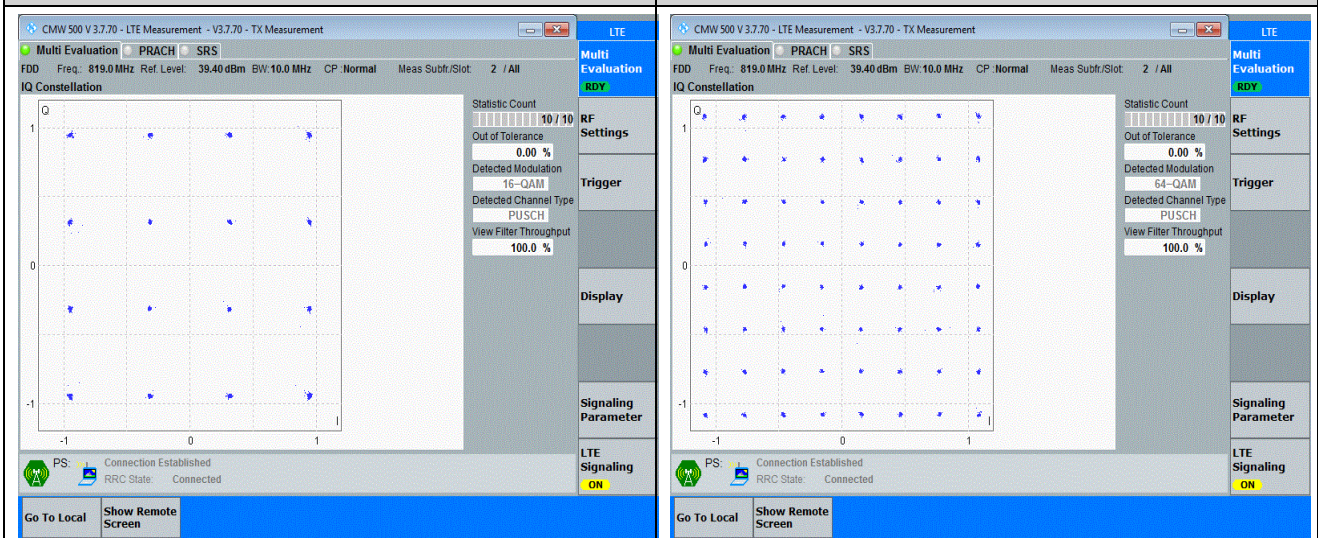 CMW 500 V 3.7.70 - LTE Measurement - V3.7.70 - TX Measurement
LTE
Multi Evaluation PRACH SRS
Multi
Evaluation
RDY
FDD Freq.: 819.0 MHz Ref. Level: 39.40 dBm BW: 10.0 MHz CP : Normal Meas Subfr./Slot: 2 / All
IQ Constellation
Q
1
0
-1
-1 0 1
I
Statistic Count
10 / 10
Out of Tolerance
0.00 %
Detected Modulation
16-QAM
Detected Channel Type
PUSCH
View Filter Throughput
100.0 %
RF
Settings
Trigger
Display
Signaling
Parameter
LTE
Signaling
ON
PS: Connection Established
RRC State: Connected
Go To Local
Show Remote
Screen
CMW 500 V 3.7.70 - LTE Measurement - V3.7.70 - TX Measurement
LTE
Multi Evaluation PRACH SRS
Multi
Evaluation
RDY
FDD Freq.: 819.0 MHz Ref. Level: 39.40 dBm BW: 10.0 MHz CP : Normal Meas Subfr./Slot: 2 / All
IQ Constellation
Q
1
0
-1
-1 0 1
I
Statistic Count
10 / 10
Out of Tolerance
0.00 %
Detected Modulation
64-QAM
Detected Channel Type
PUSCH
View Filter Throughput
100.0 %
RF
Settings
Trigger
Display
Signaling
Parameter
LTE
Signaling
ON
PS: Connection Established
RRC State: Connected
Go To Local
Show Remote
Screen